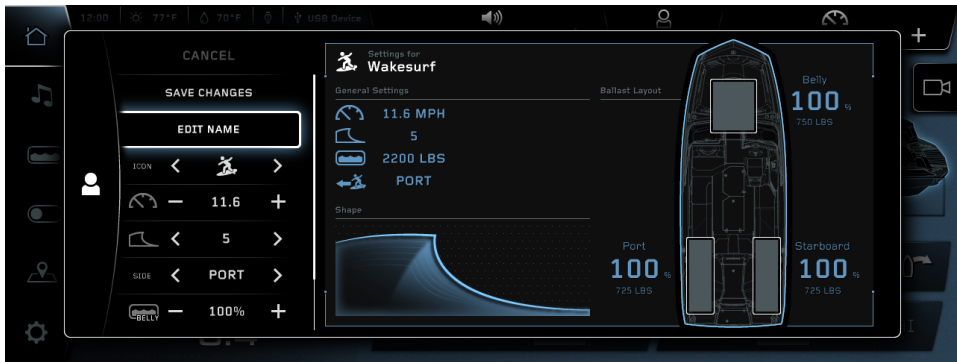 12:00 77°F 70°F USB Device
CANCEL
SAVE CHANGES
EDIT NAME
ICON
11.6
5
SIDE PORT
BELLY 100%
Settings for
Wakesurf
General Settings
11.6 MPH
5
2200 LBS
PORT
Shape
Ballast Layout
Belly
100 %
750 LBS
Port
100 %
725 LBS
Starboard
100 %
725 LBS